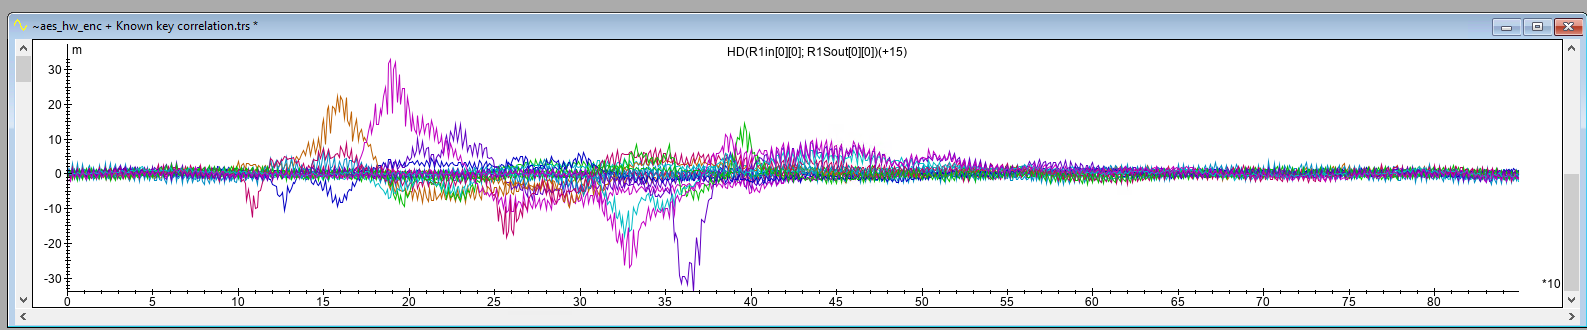 ~aes_hw_enc + Known key correlation.trs *
m
HD(R1in[0][0]; R1Sout[0][0])(+15)
30
20
10
0
-10
-20
-30
0 5 10 15 20 25 30 35 40 45 50 55 60 65 70 75 80
*10